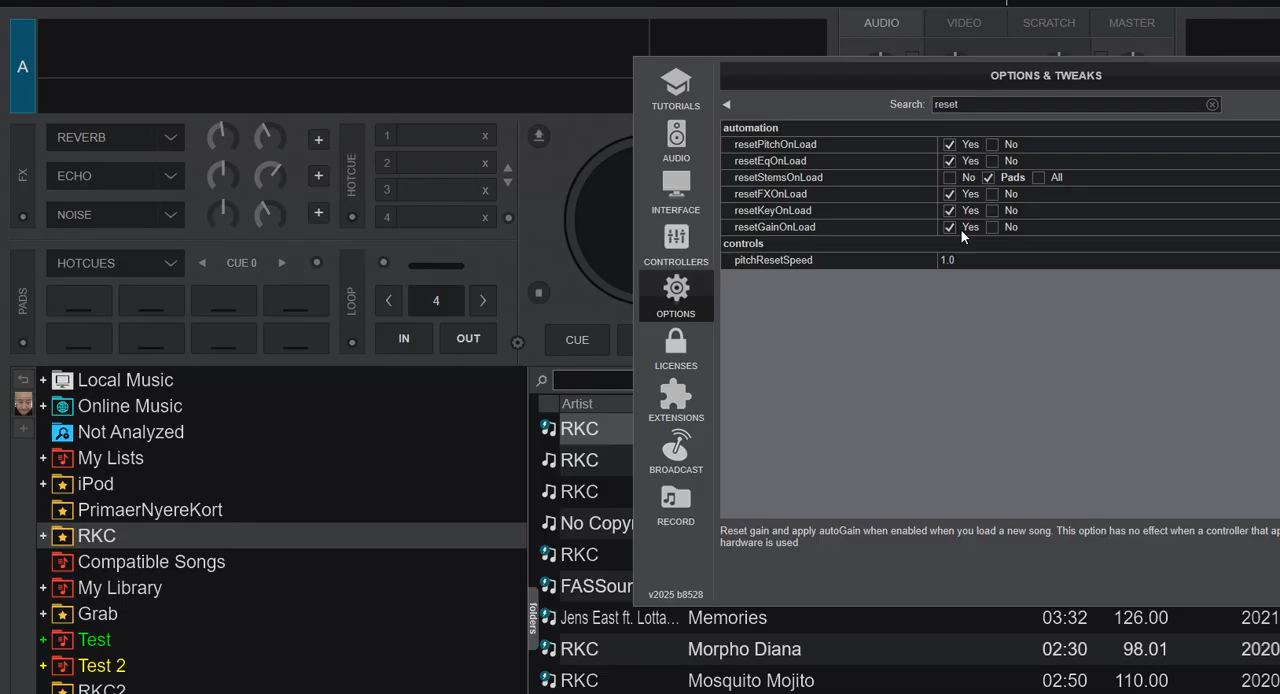 A
AUDIO
VIDEO
SCRATCH
MASTER
FX
REVERB
ECHO
NOISE
HOTCUE
1 x
2 x
3 x
4 x
PADS
HOTCUES
CUE 0
LOOP
4
IN
OUT
CUE
TUTORIALS
AUDIO
INTERFACE
CONTROLLERS
OPTIONS
LICENSES
EXTENSIONS
BROADCAST
RECORD
v2025 b8528
OPTIONS & TWEAKS
Search: reset
automation
resetPitchOnLoad Yes No
resetEqOnLoad Yes No
resetStemsOnLoad No Pads All
resetFXOnLoad Yes No
resetKeyOnLoad Yes No
resetGainOnLoad Yes No
controls
pitchResetSpeed 1.0
Reset gain and apply autoGain when enabled when you load a new song. This option has no effect when a controller that
hardware is used
+ Local Music
+ Online Music
Not Analyzed
+ My Lists
+ iPod
PrimaerNyereKort
+ RKC
Compatible Songs
+ My Library
+ Grab
+ Test
+ Test 2
RKC2
folders
Artist
RKC
RKC
RKC
No Copy
RKC
FASSour
Jens East ft. Lotta... Memories 03:32 126.00 2021
RKC Morpho Diana 02:30 98.01 2020
RKC Mosquito Mojito 02:50 110.00 2020